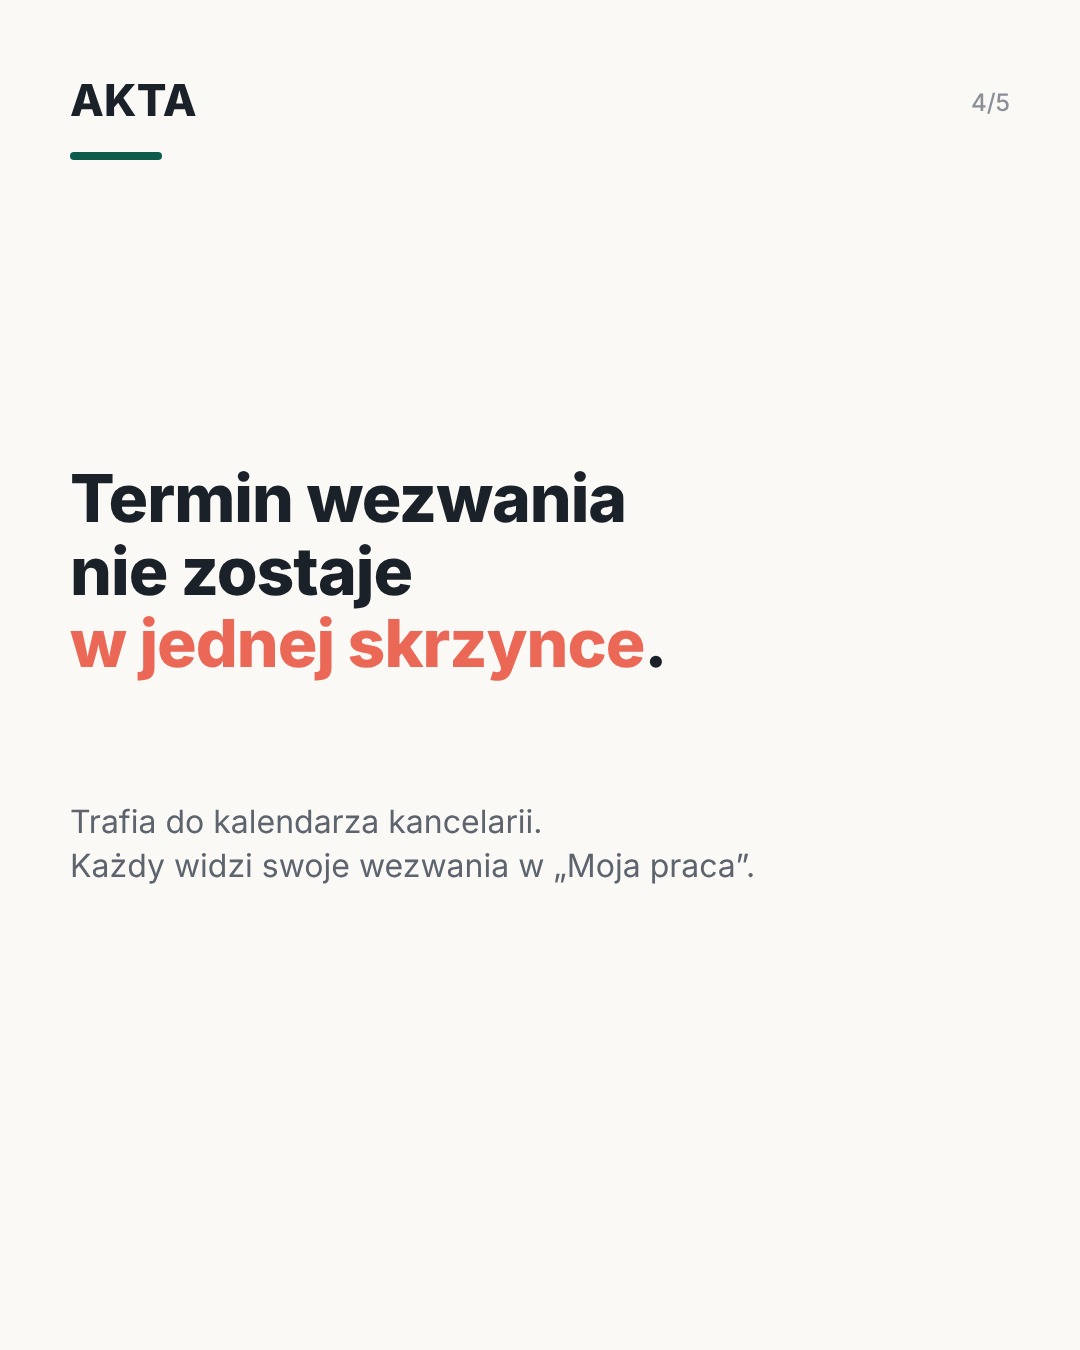 AKTA
4/5
Termin wezwania
nie zostaje
w jednej skrzynce.
Trafia do kalendarza kancelarii.
Każdy widzi swoje wezwania w „Moja praca”.